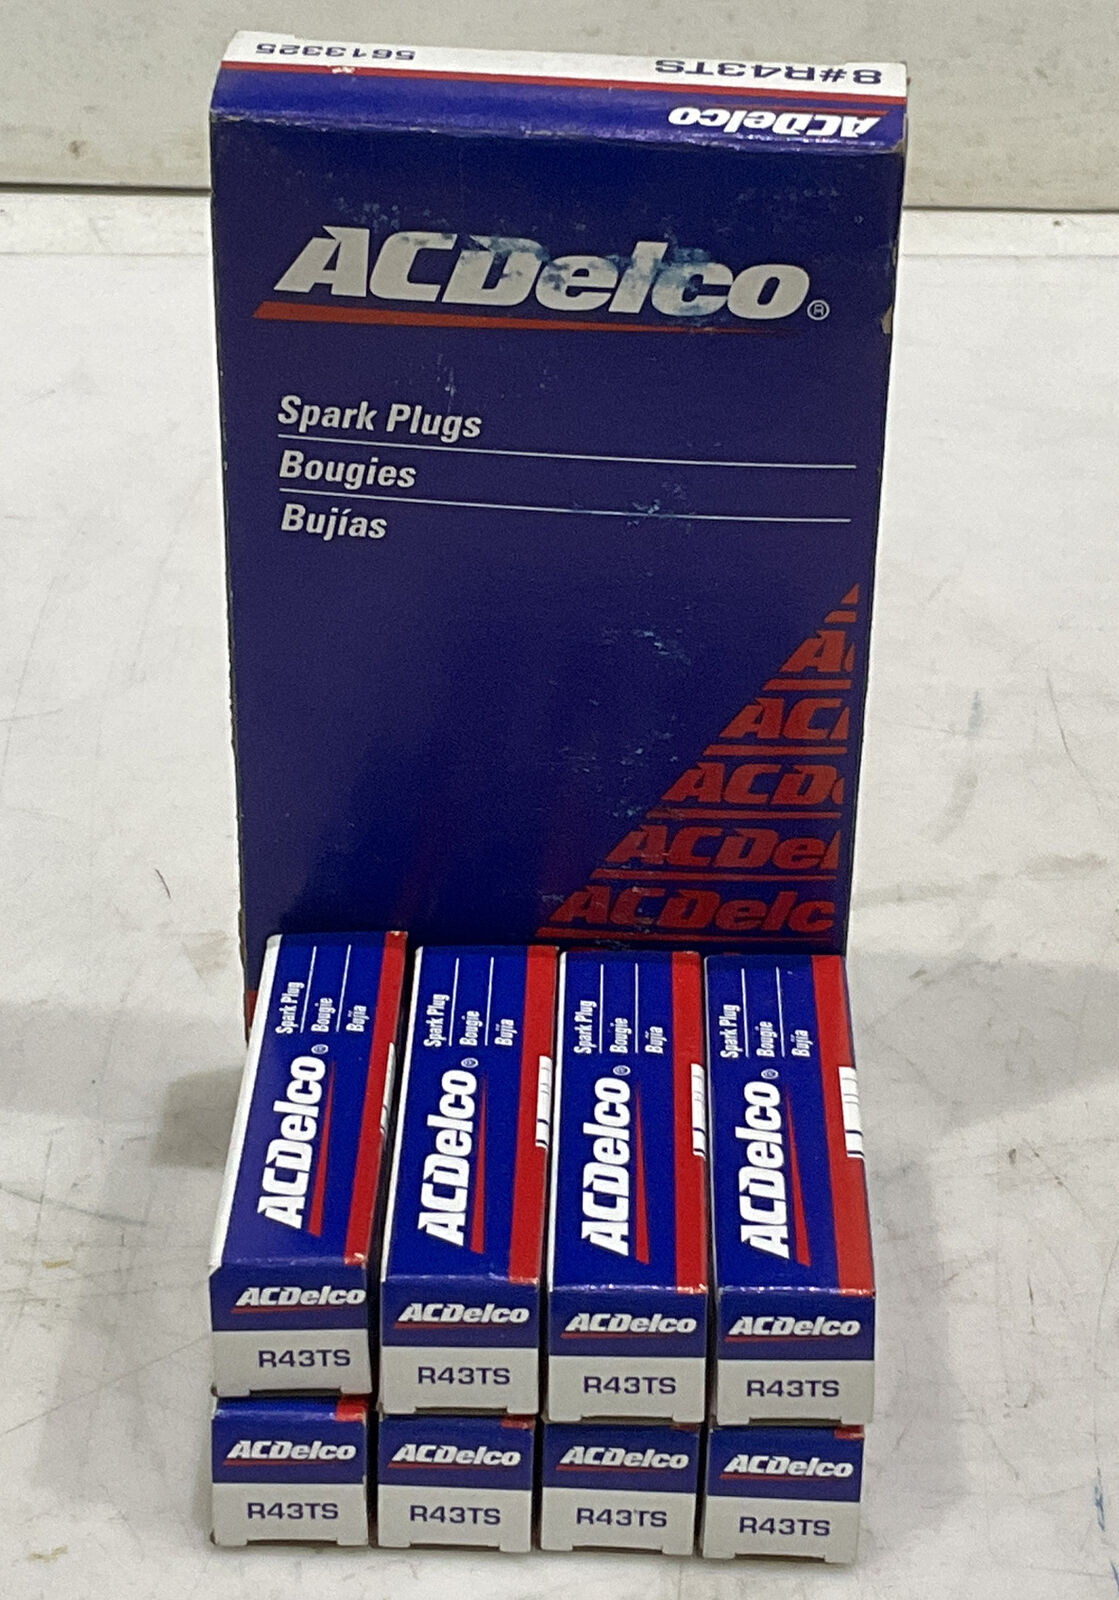 8#R43TS 5613325
ACDelco
ACDelco®
Spark Plugs
Bougies
Bujías
A
AC
ACD
ACDel
ACDelc
Spark Plug
Bougie
Bujía
ACDelco®
Spark Plug
Bougie
Bujía
ACDelco®
Spark Plug
Bougie
Bujía
ACDelco®
Spark Plug
Bougie
Bujía
ACDelco®
ACDelco ACDelco ACDelco ACDelco
R43TS R43TS R43TS R43TS
ACDelco ACDelco ACDelco ACDelco
R43TS R43TS R43TS R43TS